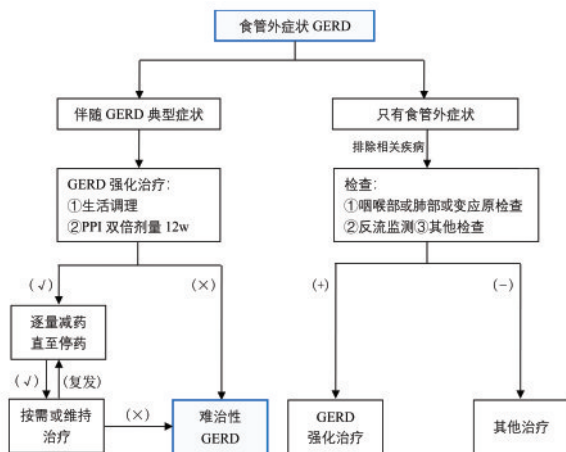 食管外症状 GERD
伴随 GERD 典型症状
只有食管外症状
排除相关疾病
GERD 强化治疗：
①生活调理
②PPI 双倍剂量 12w
检查：
①咽喉部或肺部或变应原检查
②反流监测③其他检查
(√)
(×)
(+)
(−)
逐量减药
直至停药
(√)
(复发)
按需或维持
治疗
(×)
难治性
GERD
GERD
强化治疗
其他治疗